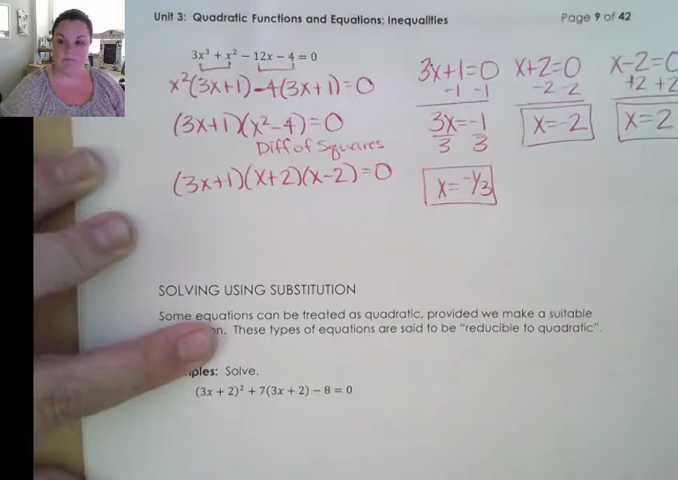 Unit 3: Quadratic Functions and Equations; Inequalities Page 9 of 42
3x³ + x² − 12x − 4 = 0
x²(3x+1)−4(3x+1)=0
(3x+1)(x²−4)=0
Diff of Squares
(3x+1)(x+2)(x−2)=0
3x+1=0
−1 −1
3x=−1
3 3
x=−1/3
x+2=0
−2 −2
x=−2
x−2=0
+2 +2
x=2
SOLVING USING SUBSTITUTION
Some equations can be treated as quadratic, provided we make a suitable
These types of equations are said to be "reducible to quadratic".
Solve.
(3x + 2)² + 7(3x + 2) − 8 = 0